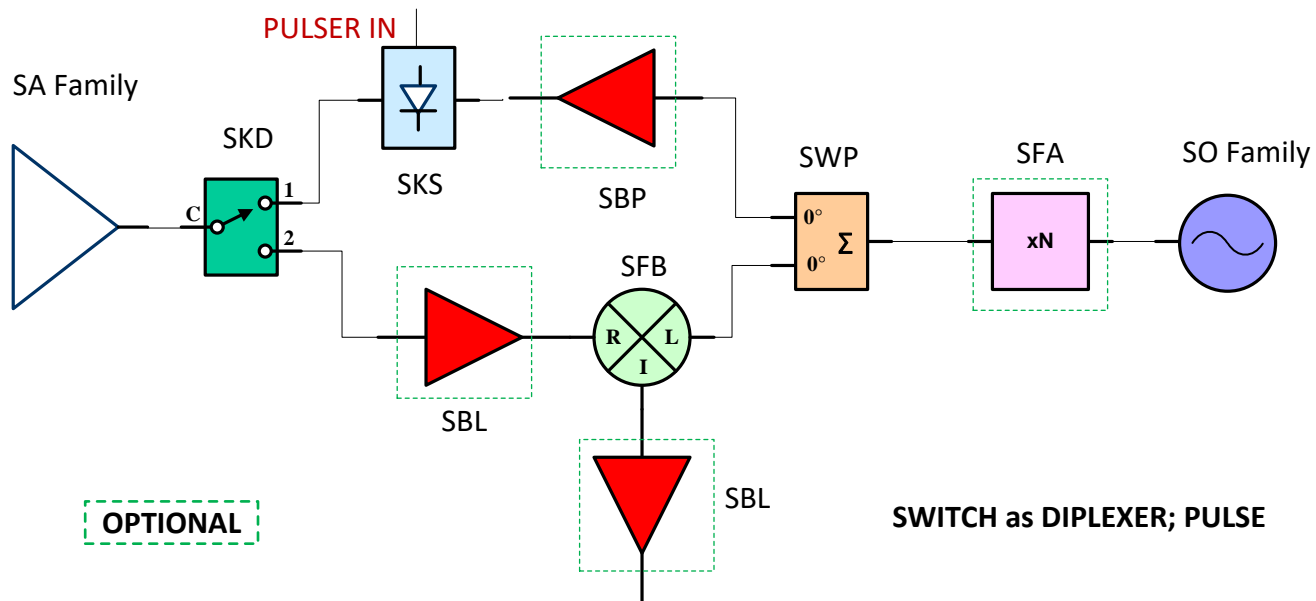 PULSER IN
SA Family
SKD
SKS
SBP
SWP
SFA
SO Family
C
1
2
0°
0°
Σ
xN
SFB
R
L
I
SBL
SBL
OPTIONAL
SWITCH as DIPLEXER; PULSE